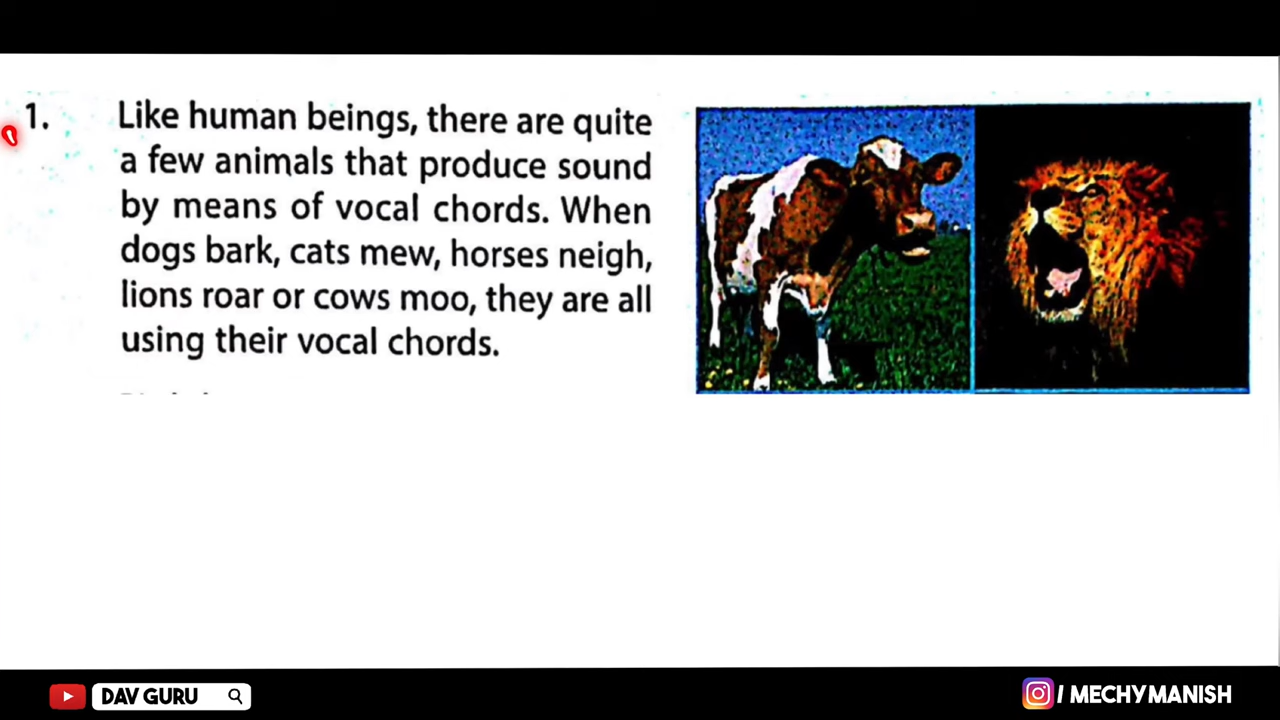 1. Like human beings, there are quite
a few animals that produce sound
by means of vocal chords. When
dogs bark, cats mew, horses neigh,
lions roar or cows moo, they are all
using their vocal chords.
DAV GURU
/ MECHYMANISH